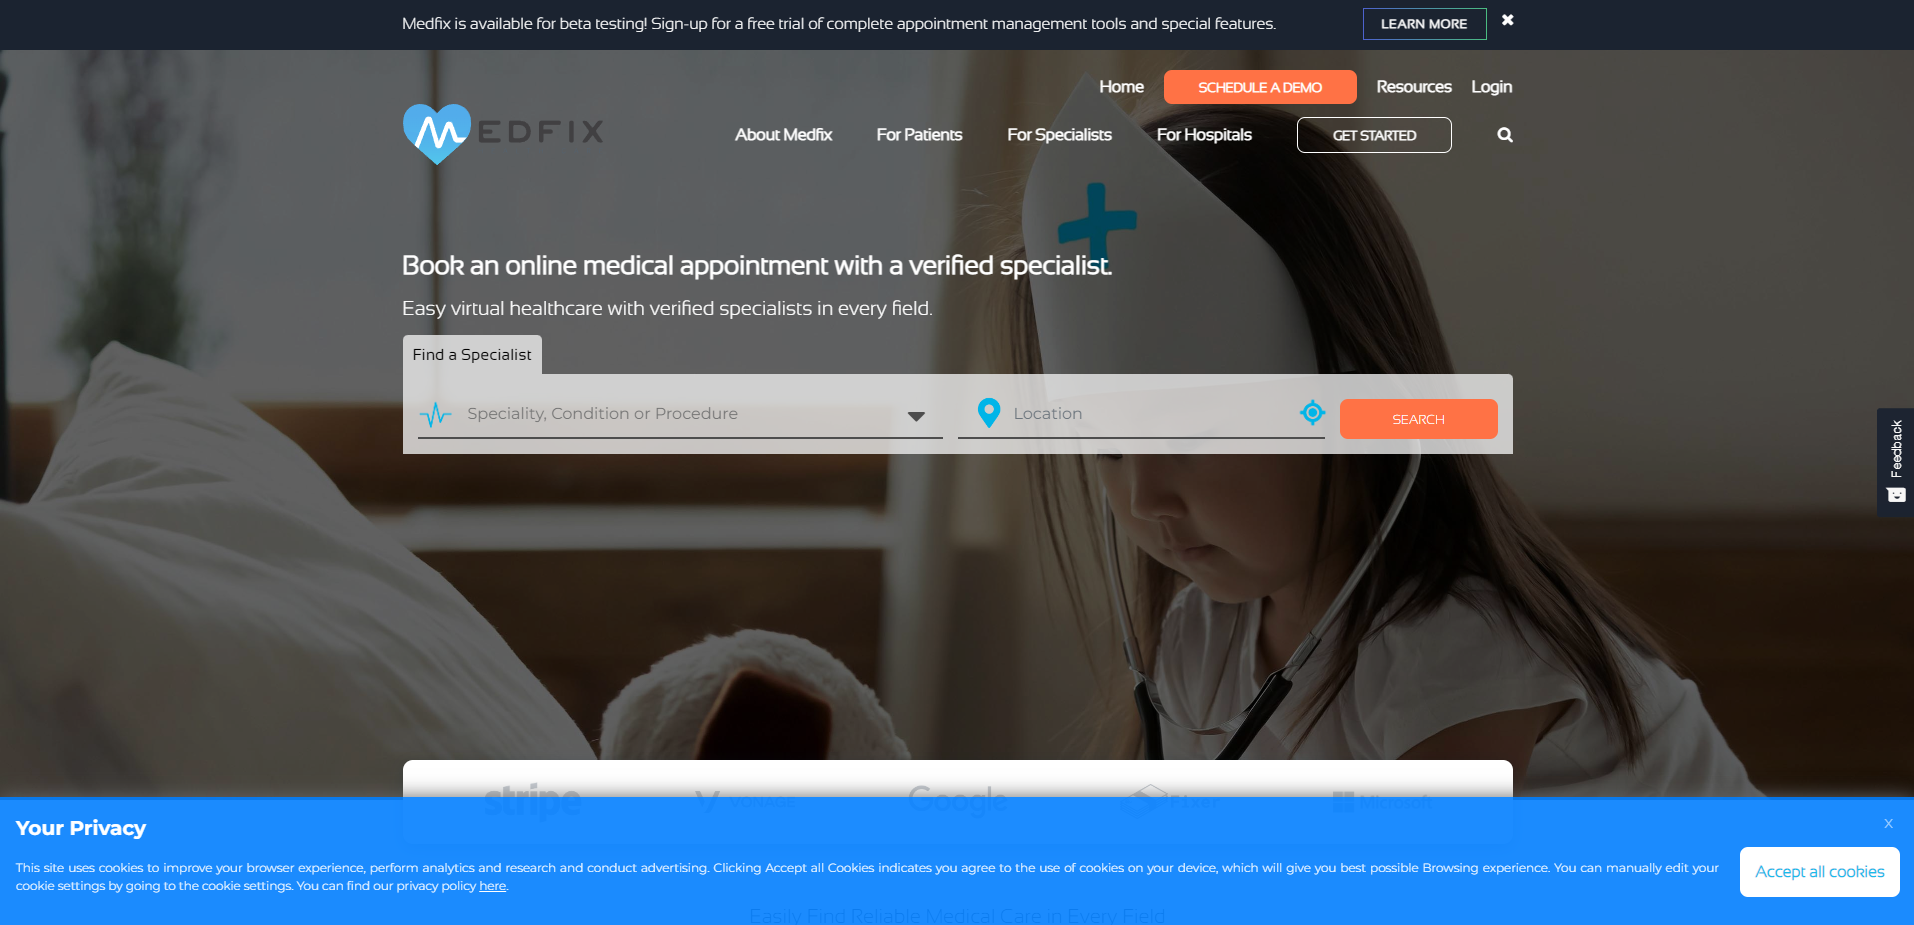 Medfix is available for beta testing! Sign-up for a free trial of complete appointment management tools and special features.
LEARN MORE
Home
SCHEDULE A DEMO
Resources
Login
MEDFIX
About Medfix
For Patients
For Specialists
For Hospitals
GET STARTED
Book an online medical appointment with a verified specialist.
Easy virtual healthcare with verified specialists in every field.
Find a Specialist
Speciality, Condition or Procedure
Location
SEARCH
Feedback
stripe
VONAGE
Google
Fixer
Microsoft
Your Privacy
X
This site uses cookies to improve your browser experience, perform analytics and research and conduct advertising. Clicking Accept all Cookies indicates you agree to the use of cookies on your device, which will give you best possible Browsing experience. You can manually edit your
cookie settings by going to the cookie settings. You can find our privacy policy here.
Accept all cookies
Easily Find Reliable Medical Care in Every Field